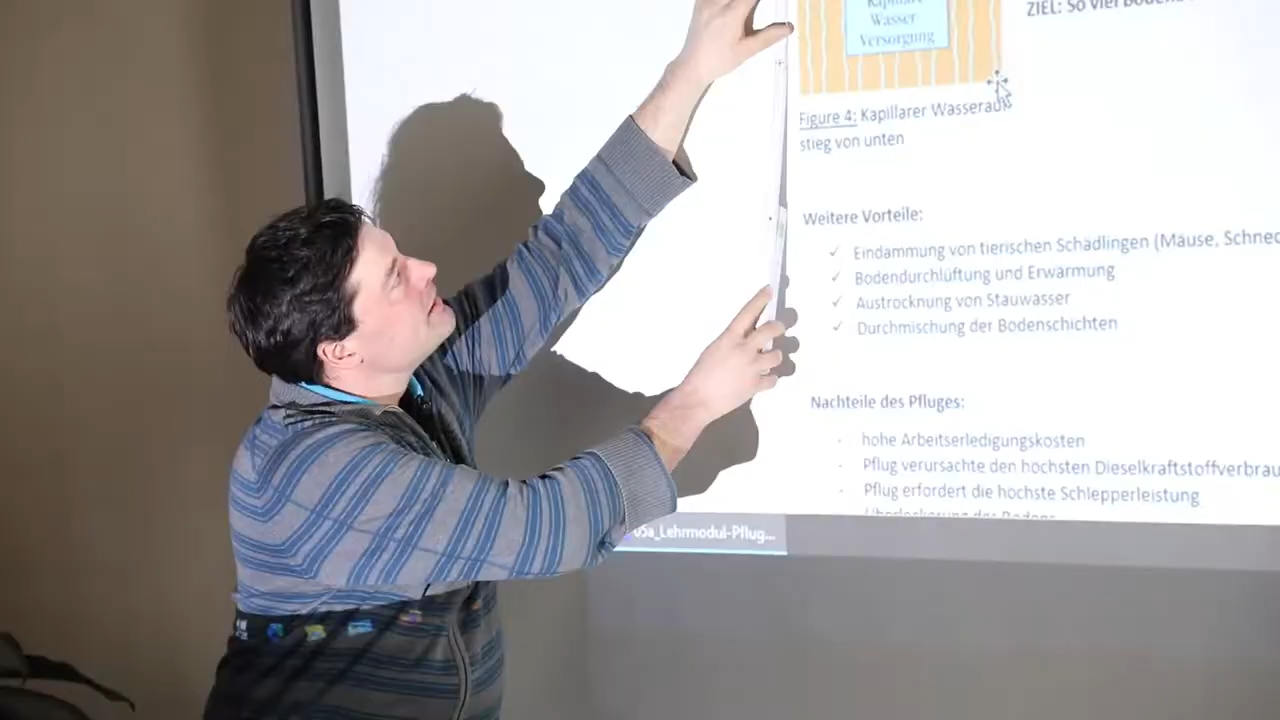 Kapillare
Wasser
Versorgung
ZIEL: So viel
Figure 4: Kapillarer Wasserauf
stieg von unten
Weitere Vorteile:
✓ Eindämmung von tierischen Schädlingen (Mäuse, Schnec
✓ Bodendurchlüftung und Erwärmung
✓ Austrocknung von Stauwasser
✓ Durchmischung der Bodenschichten
Nachteile des Pfluges:
- hohe Arbeitserledigungskosten
- Pflug verursachte den höchsten Dieselkraftstoffverbrau
- Pflug erfordert die höchste Schlepperleistung
05a_Lehrmodul-Pflug...